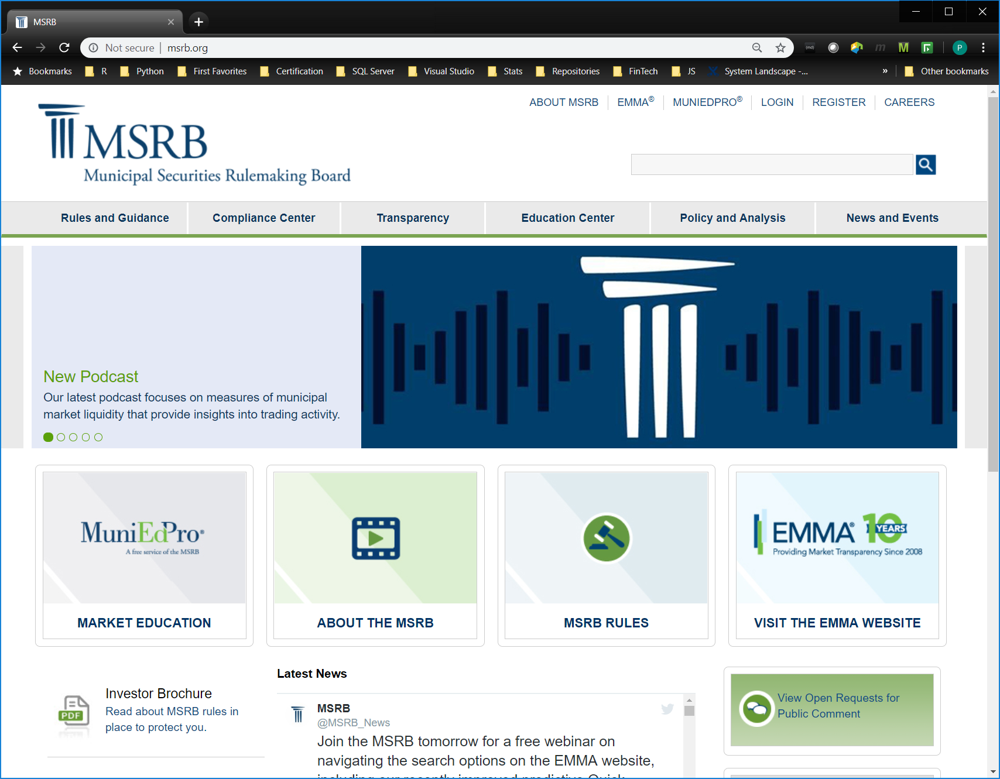 MSRB
Not secure | msrb.org
Bookmarks R Python First Favorites Certification SQL Server Visual Studio Stats Repositories FinTech JS System Landscape -... » Other bookmarks
ABOUT MSRB EMMA® MUNIEDPRO® LOGIN REGISTER CAREERS
MSRB
Municipal Securities Rulemaking Board
Rules and Guidance Compliance Center Transparency Education Center Policy and Analysis News and Events
New Podcast
Our latest podcast focuses on measures of municipal
market liquidity that provide insights into trading activity.
MuniEdPro®
A free service of the MSRB
EMMA® 10 YEARS
Providing Market Transparency Since 2008
MARKET EDUCATION
ABOUT THE MSRB
MSRB RULES
VISIT THE EMMA WEBSITE
PDF
Investor Brochure
Read about MSRB rules in
place to protect you.
Latest News
MSRB
@MSRB_News
Join the MSRB tomorrow for a free webinar on
navigating the search options on the EMMA website,
including our recently improved predictive Quick
View Open Requests for
Public Comment